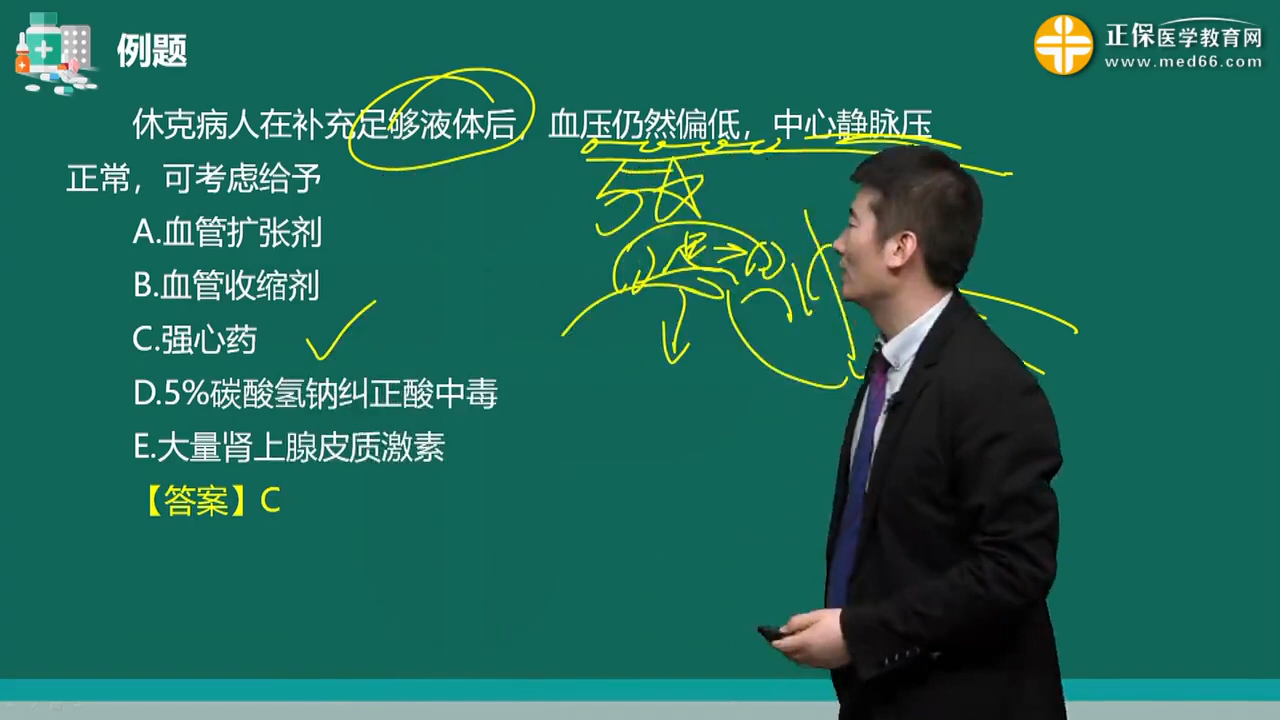 例题
正保医学教育网
www.med66.com
休克病人在补充足够液体后，血压仍然偏低，中心静脉压
正常，可考虑给予
A.血管扩张剂
B.血管收缩剂
C.强心药
D.5%碳酸氢钠纠正酸中毒
E.大量肾上腺皮质激素
【答案】C